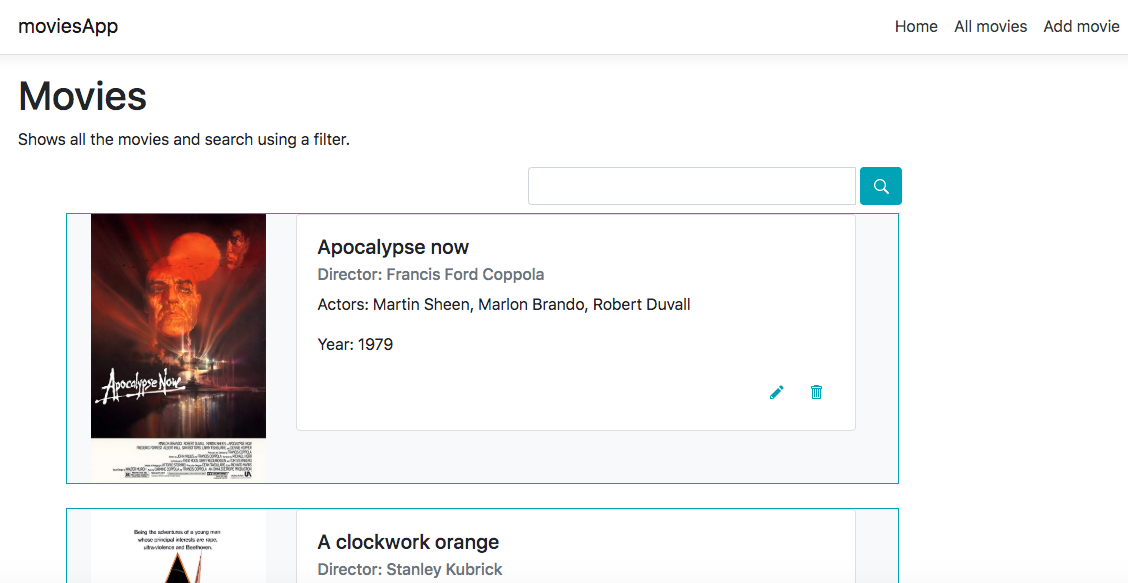 moviesApp
Home All movies Add movie
Movies
Shows all the movies and search using a filter.
Apocalypse now
Director: Francis Ford Coppola
Actors: Martin Sheen, Marlon Brando, Robert Duvall
Year: 1979
Apocalypse Now
A clockwork orange
Director: Stanley Kubrick
Being the adventures of a young man
whose principal interests are rape,
ultra-violence and Beethoven.